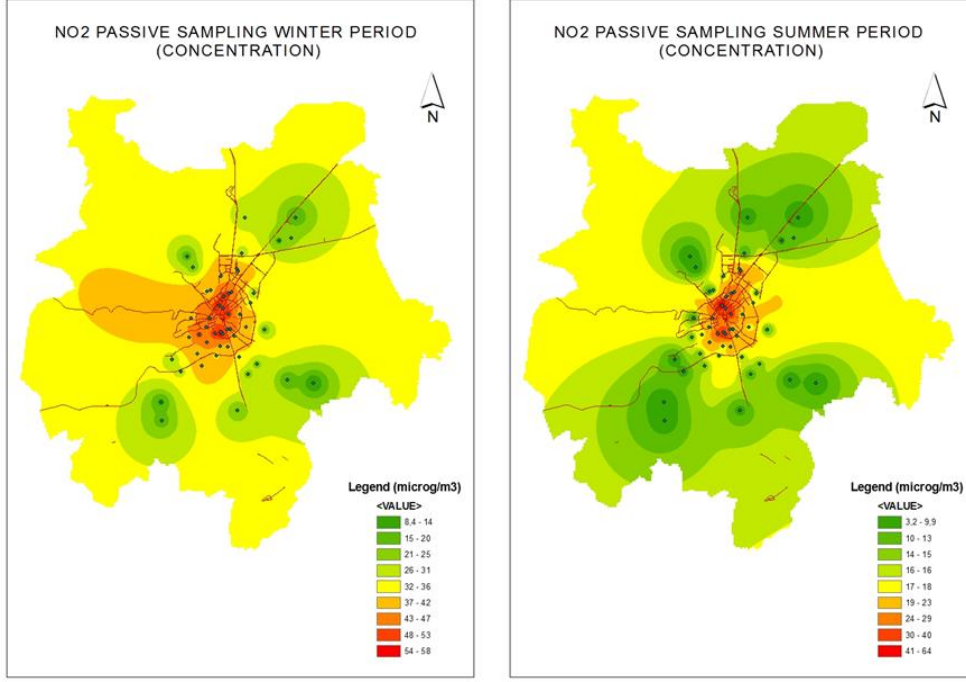 NO2 PASSIVE SAMPLING WINTER PERIOD
(CONCENTRATION)
N
Legend (microg/m3)
<VALUE>
8,4 - 14
15 - 20
21 - 25
26 - 31
32 - 36
37 - 42
43 - 47
48 - 53
54 - 58
NO2 PASSIVE SAMPLING SUMMER PERIOD
(CONCENTRATION)
N
Legend (microg/m3)
<VALUE>
3,2 - 9,9
10 - 13
14 - 15
16 - 16
17 - 18
19 - 23
24 - 29
30 - 40
41 - 64